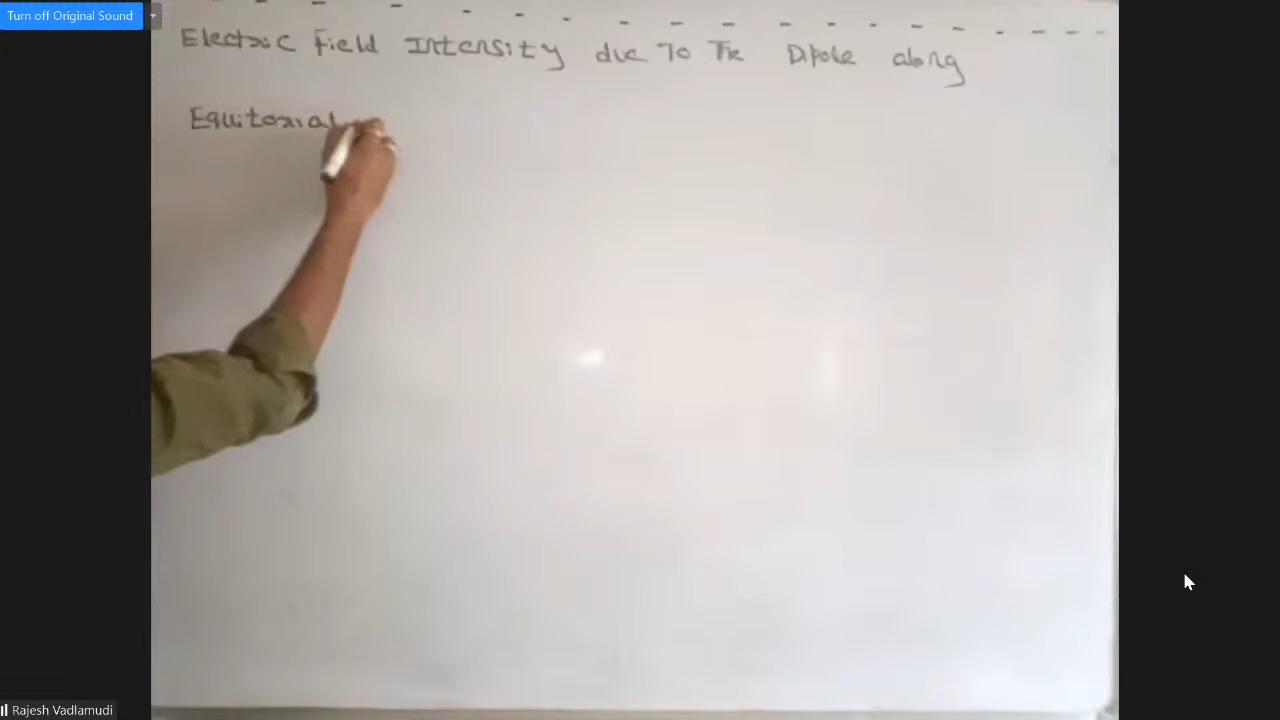 Turn off Original Sound
Electric Field Intensity due To The Dipole along
Equitorial
Rajesh Vadlamudi